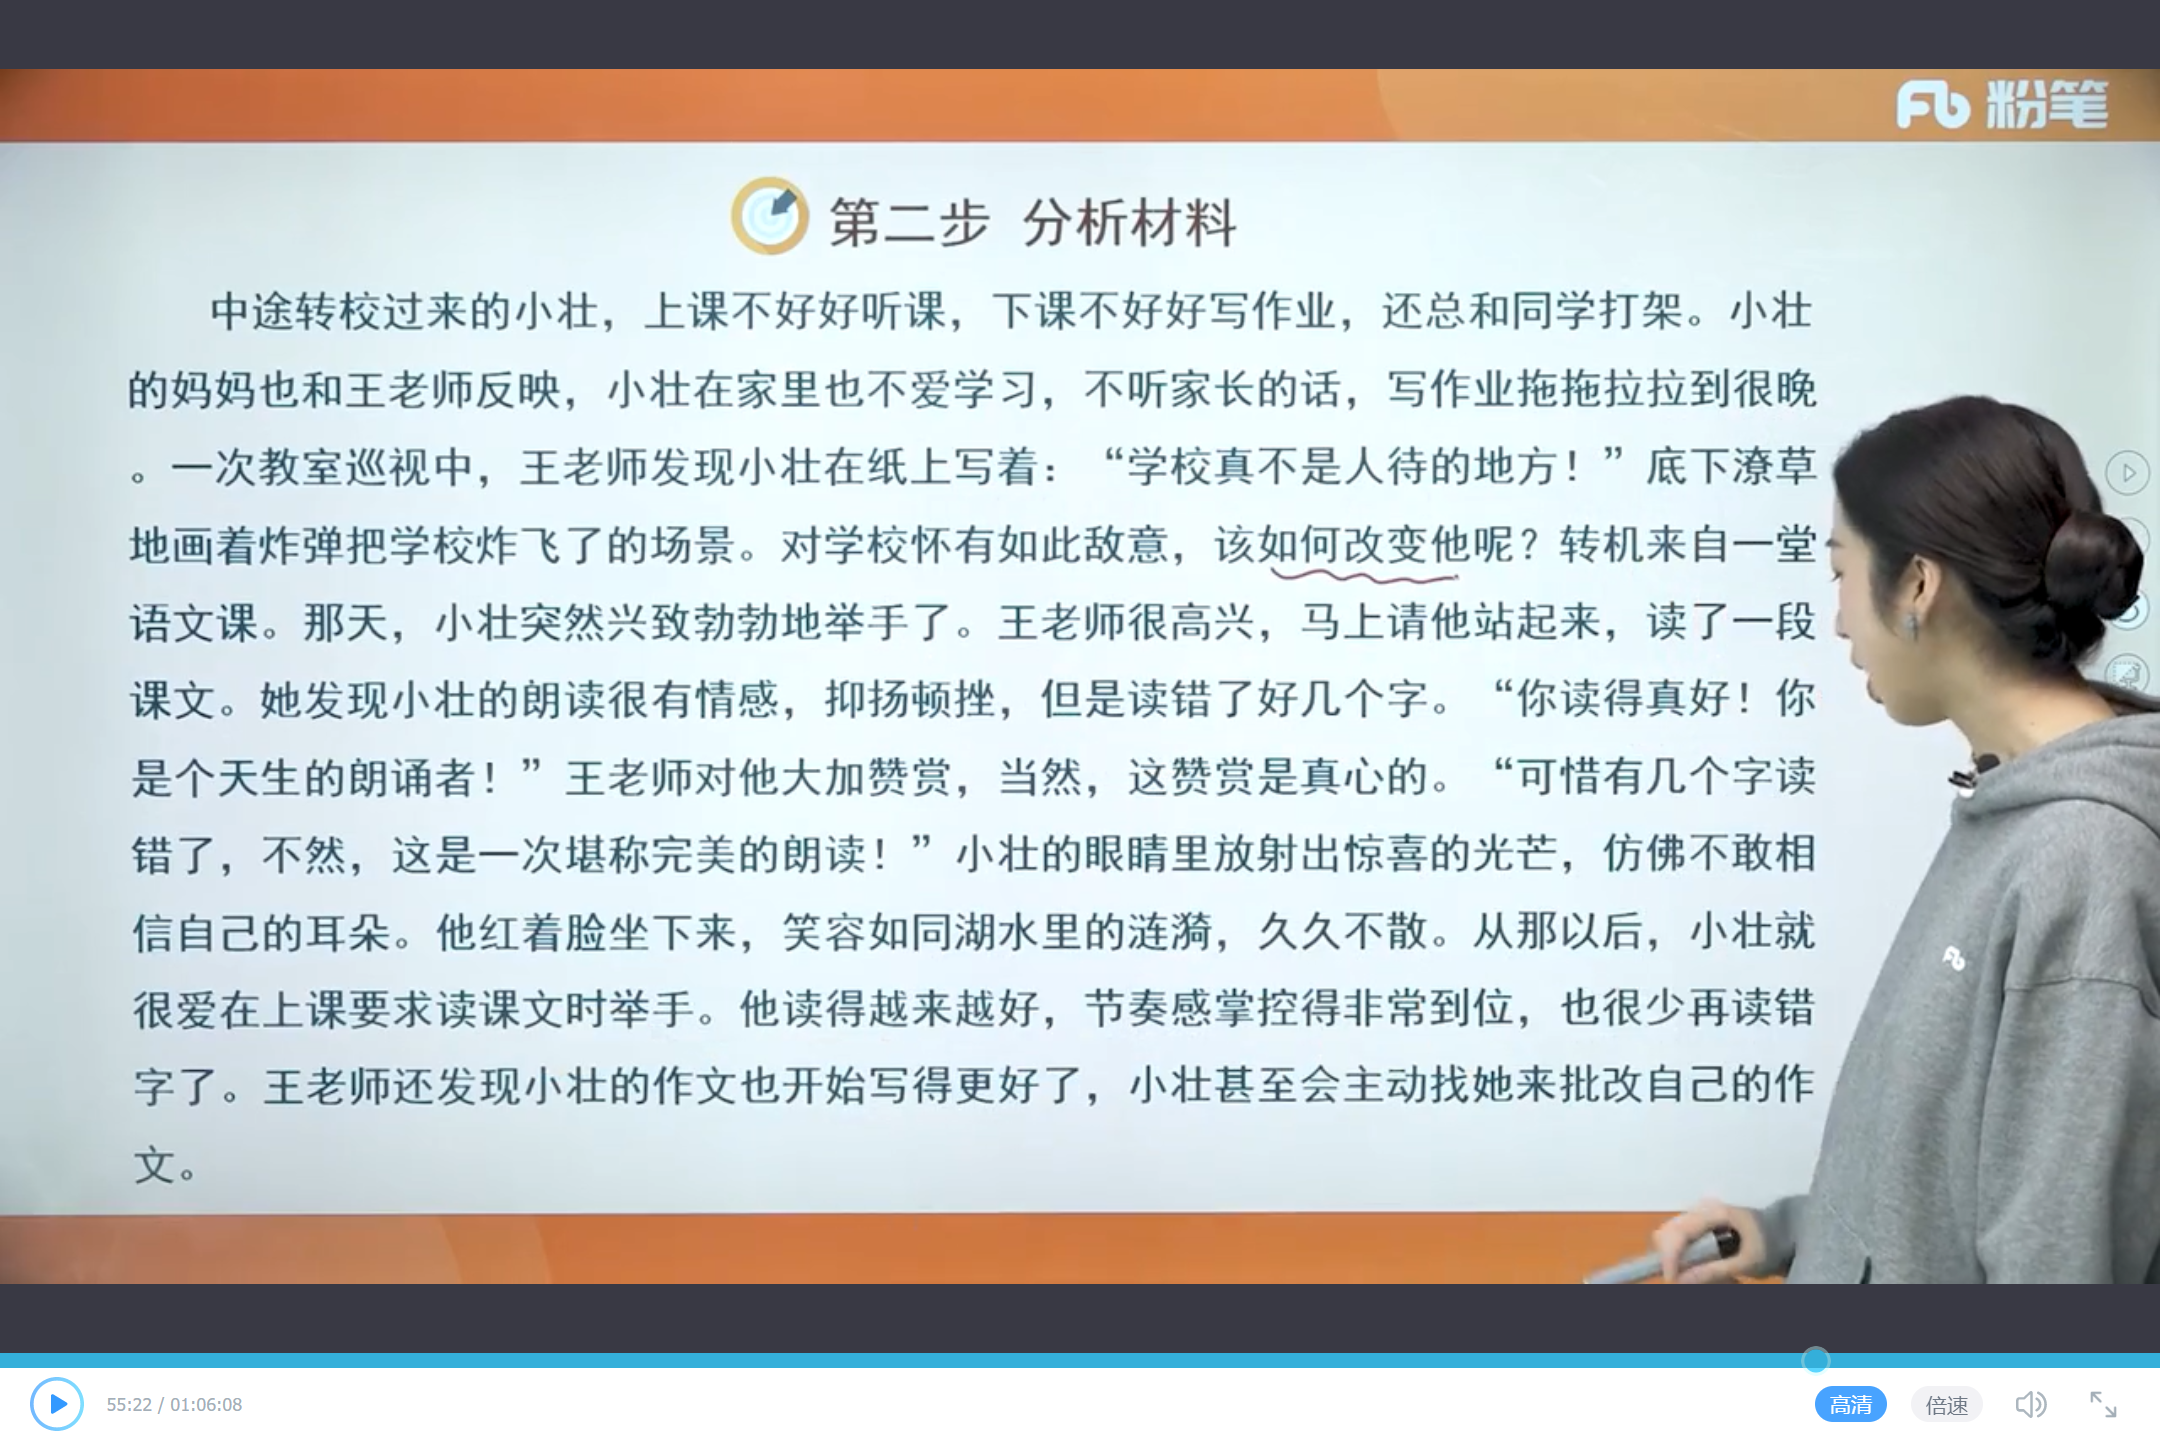 粉笔
第二步 分析材料
中途转校过来的小壮，上课不好好听课，下课不好好写作业，还总和同学打架。小壮
的妈妈也和王老师反映，小壮在家里也不爱学习，不听家长的话，写作业拖拖拉拉到很晚
。一次教室巡视中，王老师发现小壮在纸上写着：“学校真不是人待的地方！”底下潦草
地画着炸弹把学校炸飞了的场景。对学校怀有如此敌意，该如何改变他呢？转机来自一堂
语文课。那天，小壮突然兴致勃勃地举手了。王老师很高兴，马上请他站起来，读了一段
课文。她发现小壮的朗读很有情感，抑扬顿挫，但是读错了好几个字。“你读得真好！你
是个天生的朗诵者！”王老师对他大加赞赏，当然，这赞赏是真心的。“可惜有几个字读
错了，不然，这是一次堪称完美的朗读！”小壮的眼睛里放射出惊喜的光芒，仿佛不敢相
信自己的耳朵。他红着脸坐下来，笑容如同湖水里的涟漪，久久不散。从那以后，小壮就
很爱在上课要求读课文时举手。他读得越来越好，节奏感掌控得非常到位，也很少再读错
字了。王老师还发现小壮的作文也开始写得更好了，小壮甚至会主动找她来批改自己的作
文。
55:22 / 01:06:08
高清
倍速